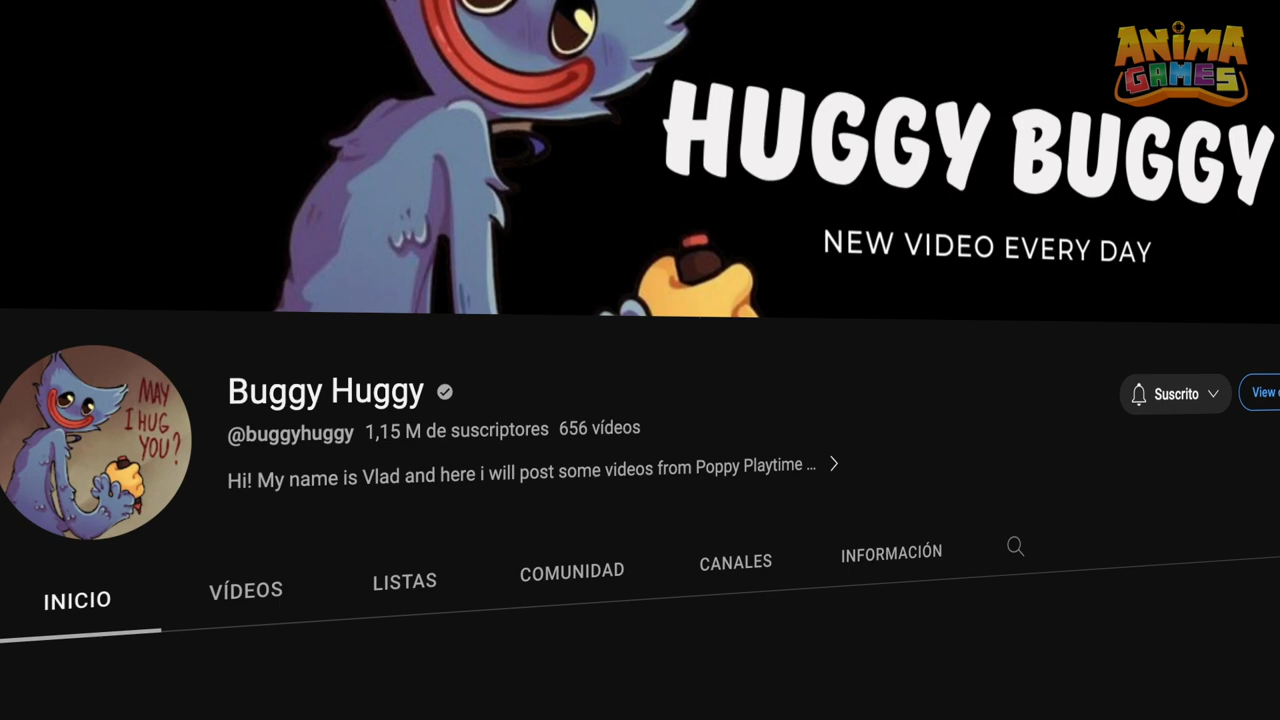 ANIMA
GAMES
HUGGY BUGGY
NEW VIDEO EVERY DAY
MAY
I HUG
YOU?
Buggy Huggy
@buggyhuggy 1,15 M de suscriptores 656 vídeos
Hi! My name is Vlad and here i will post some videos from Poppy Playtime ...
Suscrito
View
INICIO VÍDEOS LISTAS COMUNIDAD CANALES INFORMACIÓN